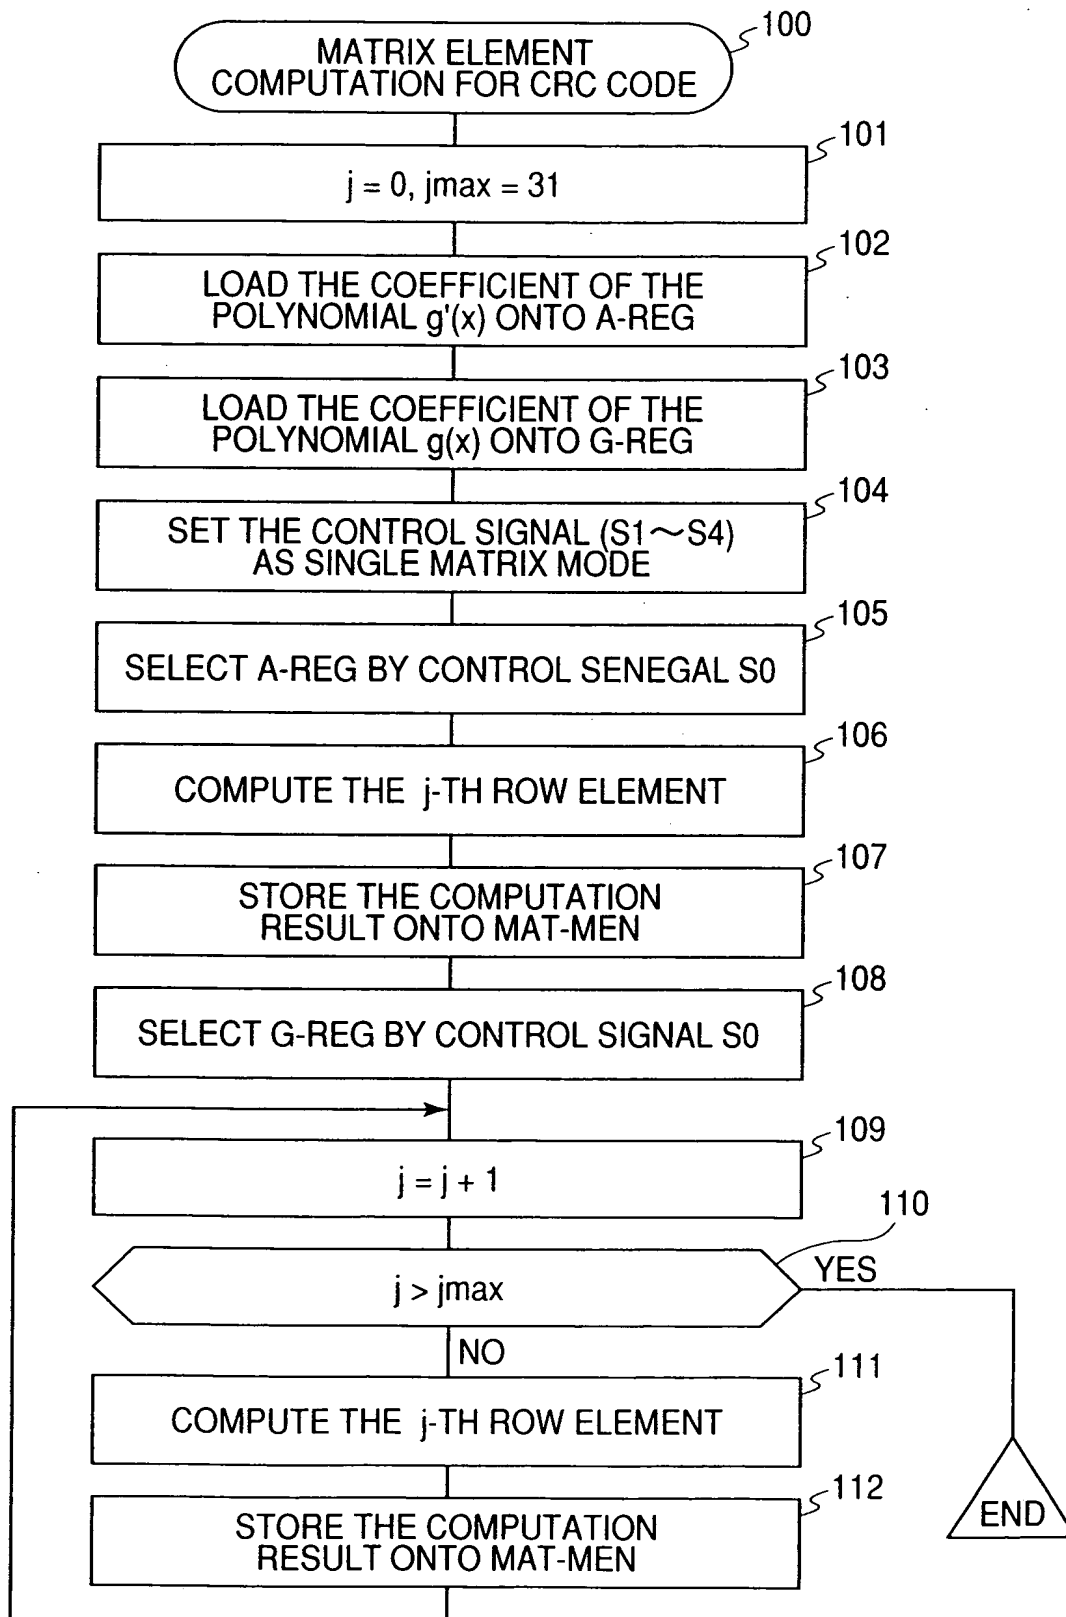 100
MATRIX ELEMENT
COMPUTATION FOR CRC CODE
101
j = 0, jmax = 31
102
LOAD THE COEFFICIENT OF THE
POLYNOMIAL g'(x) ONTO A-REG
103
LOAD THE COEFFICIENT OF THE
POLYNOMIAL g(x) ONTO G-REG
104
SET THE CONTROL SIGNAL (S1～S4)
AS SINGLE MATRIX MODE
105
SELECT A-REG BY CONTROL SENEGAL S0
106
COMPUTE THE j-TH ROW ELEMENT
107
STORE THE COMPUTATION
RESULT ONTO MAT-MEN
108
SELECT G-REG BY CONTROL SIGNAL S0
109
j = j + 1
110
j > jmax
YES
NO
111
COMPUTE THE j-TH ROW ELEMENT
112
STORE THE COMPUTATION
RESULT ONTO MAT-MEN
END